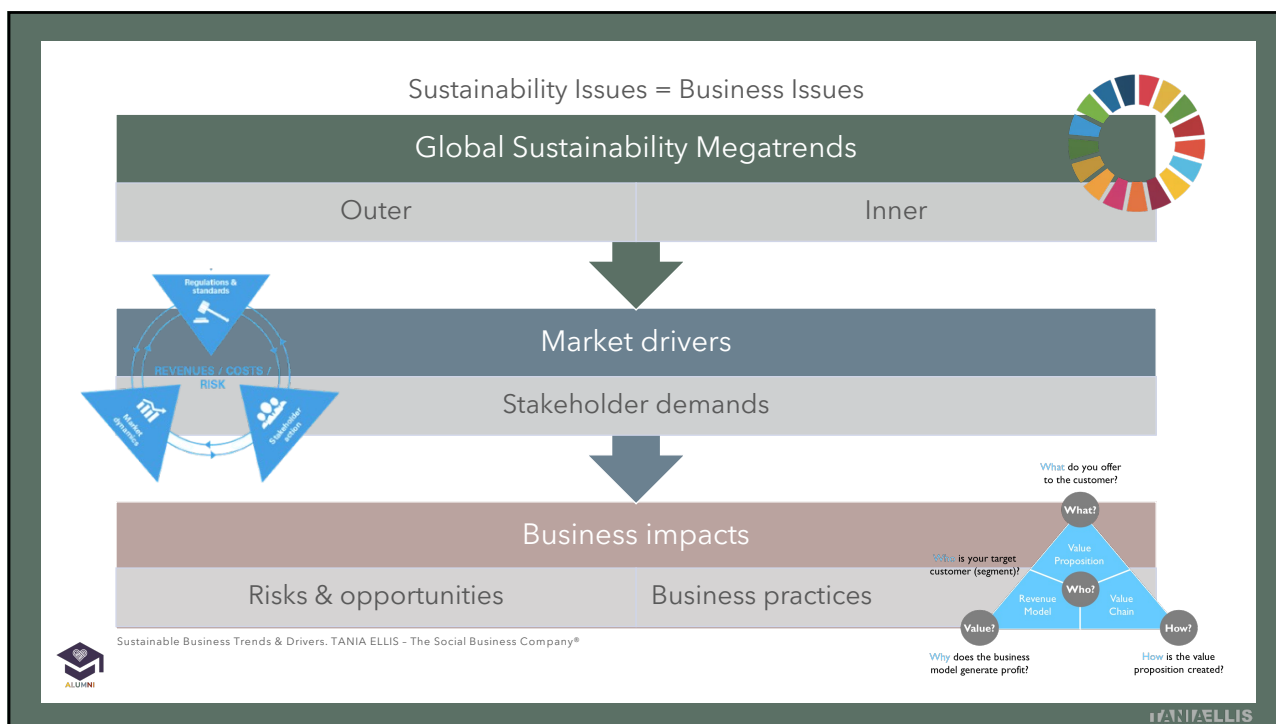 Sustainability Issues = Business Issues
Global Sustainability Megatrends
Outer
Inner
Regulations &
standards
Market drivers
REVENUES / COSTS /
RISK
Market
dynamics
Stakeholder
action
Stakeholder demands
What do you offer
to the customer?
What?
Business impacts
Value
Proposition
Who is your target
customer (segment)?
Who?
Risks & opportunities
Business practices
Revenue
Model
Value
Chain
Value?
How?
Sustainable Business Trends & Drivers. TANIA ELLIS – The Social Business Company®
Why does the business
model generate profit?
How is the value
proposition created?
ALUMNI
TANIAELLIS